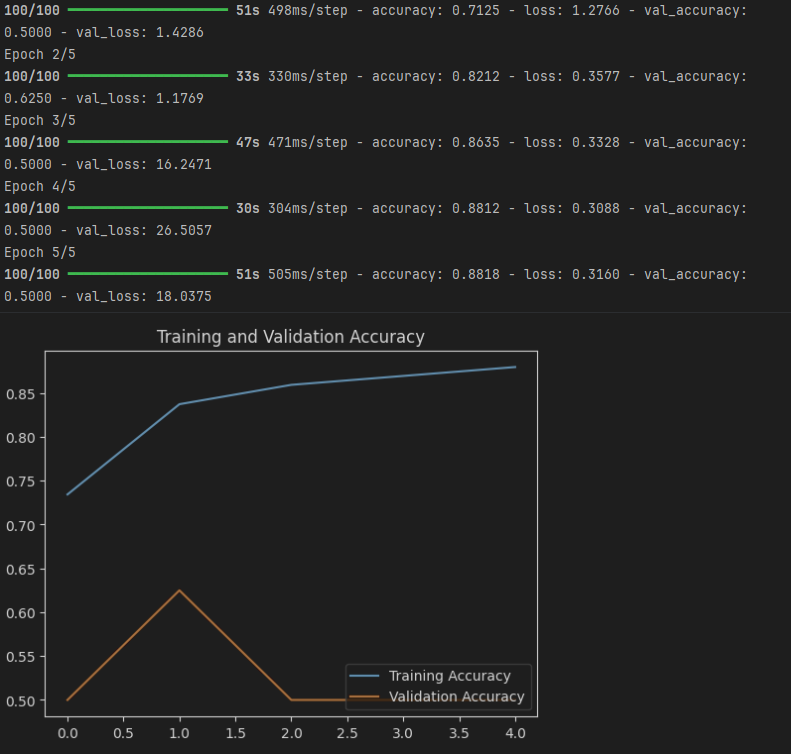 100/100 51s 498ms/step - accuracy: 0.7125 - loss: 1.2766 - val_accuracy:
0.5000 - val_loss: 1.4286
Epoch 2/5
100/100 33s 330ms/step - accuracy: 0.8212 - loss: 0.3577 - val_accuracy:
0.6250 - val_loss: 1.1769
Epoch 3/5
100/100 47s 471ms/step - accuracy: 0.8635 - loss: 0.3328 - val_accuracy:
0.5000 - val_loss: 16.2471
Epoch 4/5
100/100 30s 304ms/step - accuracy: 0.8812 - loss: 0.3088 - val_accuracy:
0.5000 - val_loss: 26.5057
Epoch 5/5
100/100 51s 505ms/step - accuracy: 0.8818 - loss: 0.3160 - val_accuracy:
0.5000 - val_loss: 18.0375
Training and Validation Accuracy
0.85
0.80
0.75
0.70
0.65
0.60
0.55
0.50
Training Accuracy
Validation Accuracy
0.0 0.5 1.0 1.5 2.0 2.5 3.0 3.5 4.0